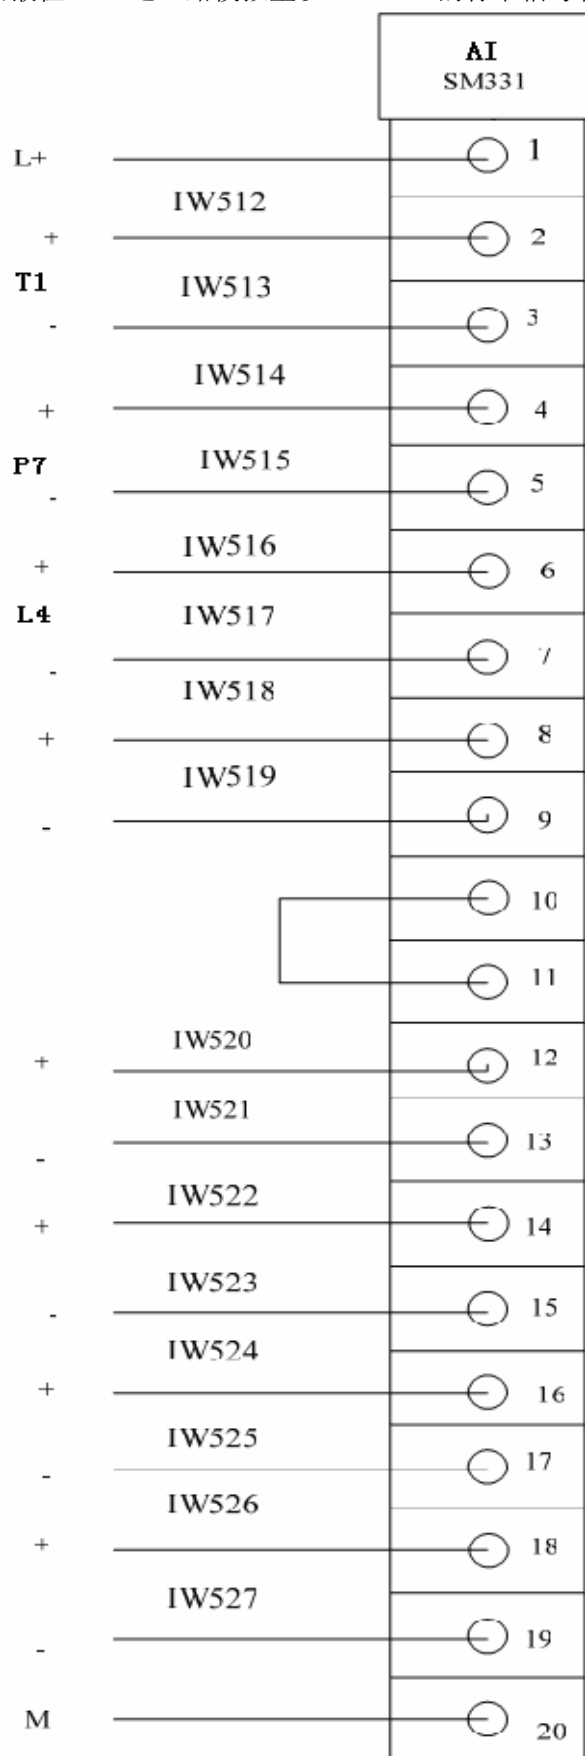 AI
SM331
L+ 1
IW512
+ 2
T1 IW513
- 3
IW514
+ 4
P7 IW515
- 5
IW516
+ 6
L4 IW517
- 7
IW518
+ 8
IW519
- 9
10
11
IW520
+ 12
IW521
- 13
IW522
+ 14
IW523
- 15
IW524
+ 16
IW525
- 17
IW526
+ 18
IW527
- 19
M 20